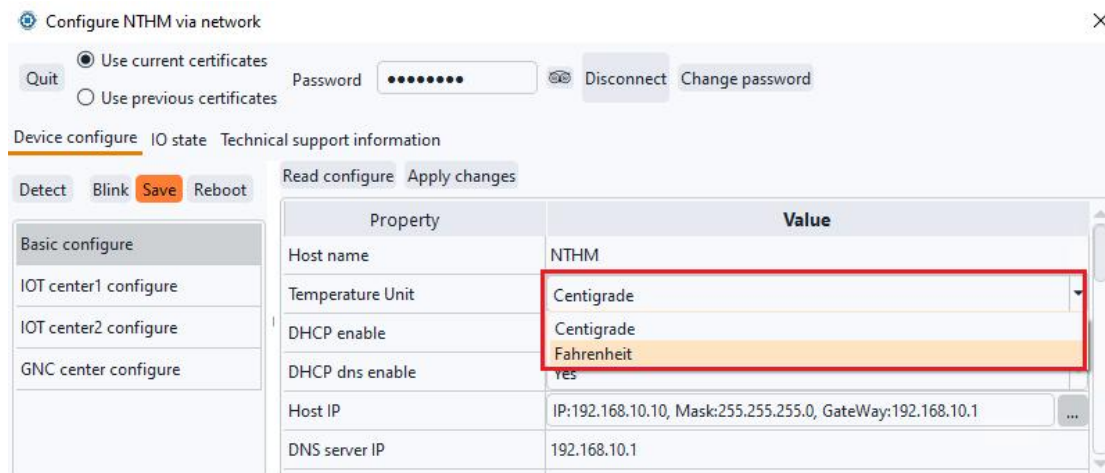 Configure NTHM via network
Quit
Use current certificates
Use previous certificates
Password
Disconnect
Change password
Device configure IO state Technical support information
Detect Blink Save Reboot
Read configure Apply changes
Basic configure
IOT center1 configure
IOT center2 configure
GNC center configure
Property Value
Host name NTHM
Temperature Unit Centigrade
Centigrade
DHCP enable
Fahrenheit
DHCP dns enable Yes
Host IP IP:192.168.10.10, Mask:255.255.255.0, GateWay:192.168.10.1 ...
DNS server IP 192.168.10.1